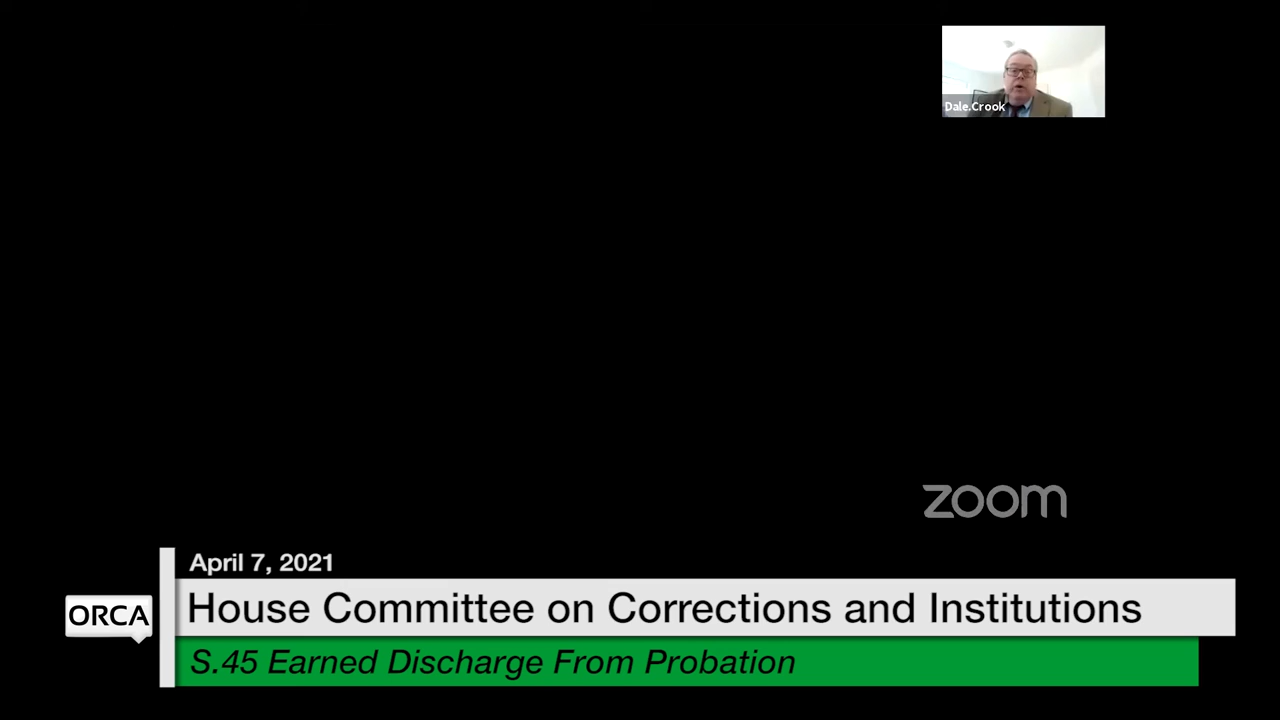 Dale.Crook
zoom
April 7, 2021
House Committee on Corrections and Institutions
ORCA
S.45 Earned Discharge From Probation